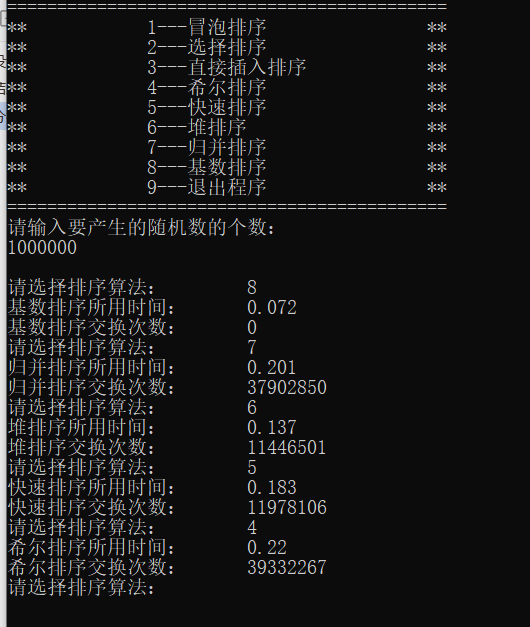 ============================================
** 1---冒泡排序 **
** 2---选择排序 **
** 3---直接插入排序 **
** 4---希尔排序 **
** 5---快速排序 **
** 6---堆排序 **
** 7---归并排序 **
** 8---基数排序 **
** 9---退出程序 **
============================================
请输入要产生的随机数的个数:
1000000
请选择排序算法: 8
基数排序所用时间: 0.072
基数排序交换次数: 0
请选择排序算法: 7
归并排序所用时间: 0.201
归并排序交换次数: 37902850
请选择排序算法: 6
堆排序所用时间: 0.137
堆排序交换次数: 11446501
请选择排序算法: 5
快速排序所用时间: 0.183
快速排序交换次数: 11978106
请选择排序算法: 4
希尔排序所用时间: 0.22
希尔排序交换次数: 39332267
请选择排序算法: